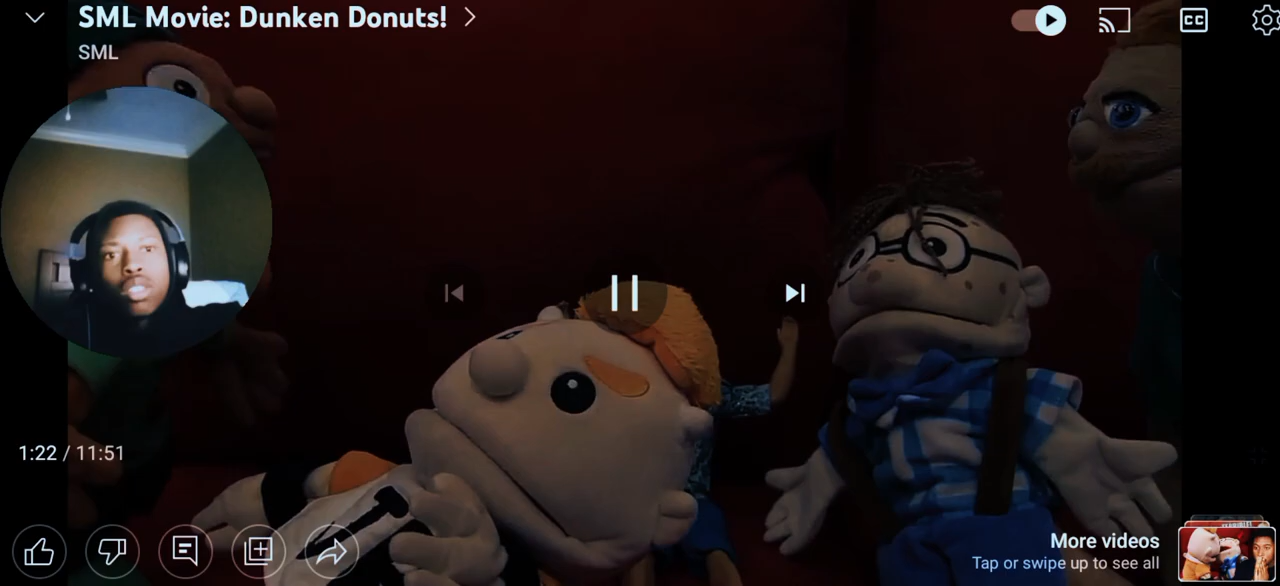 SML Movie: Dunken Donuts!
SML
CC
1:22 / 11:51
More videos
Tap or swipe up to see all